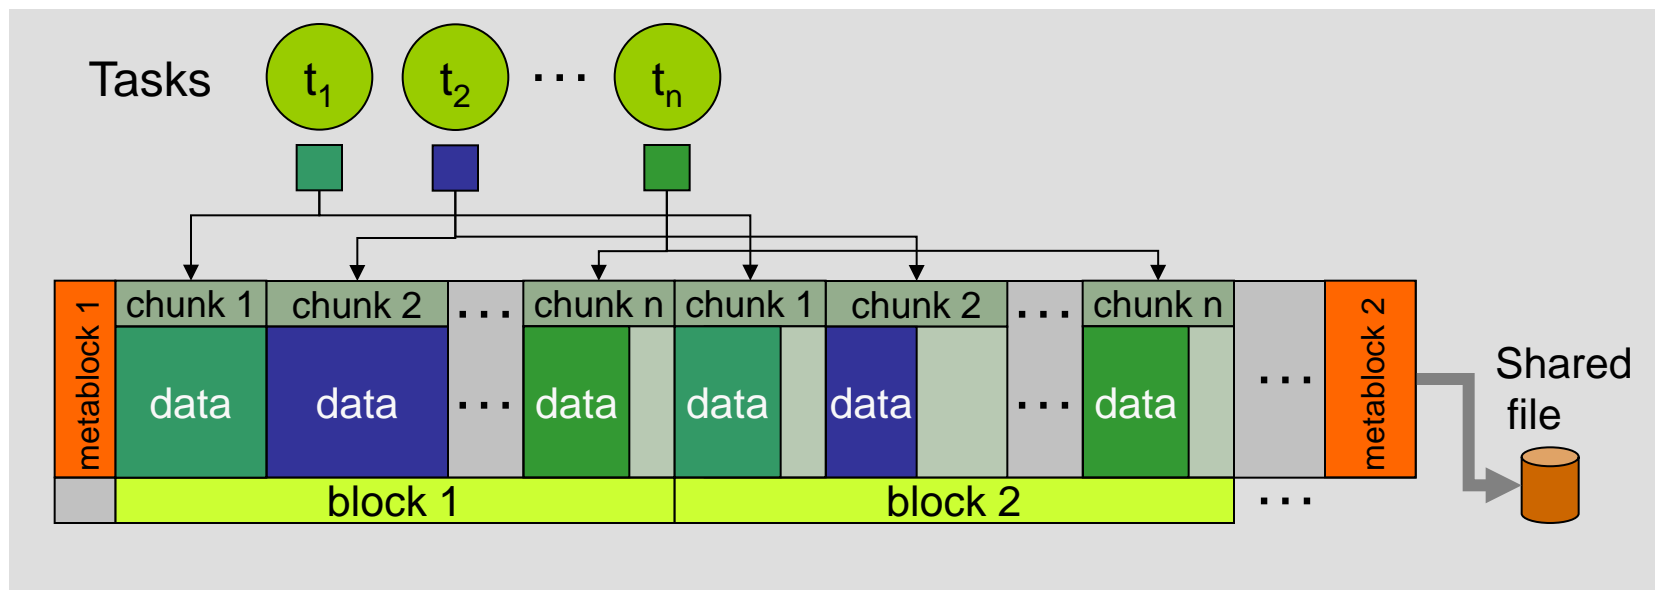 Tasks t1 t2 ... tn
chunk 1 chunk 2 ... chunk n chunk 1 chunk 2 ... chunk n
metablock 1 data data ... data data data ... data ... metablock 2
Shared
file
block 1 block 2 ...